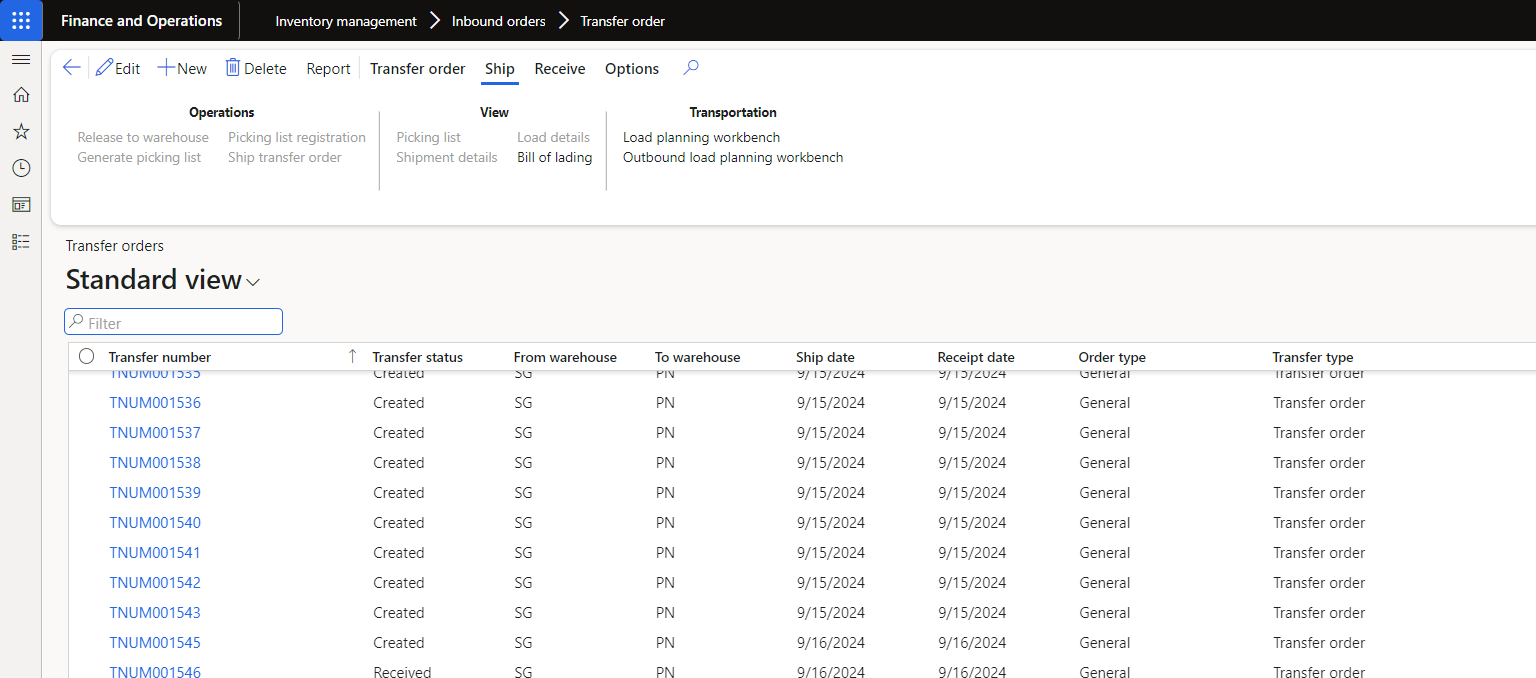 Finance and Operations Inventory management Inbound orders Transfer order
Edit New Delete Report Transfer order Ship Receive Options
Operations View Transportation
Release to warehouse Picking list registration Picking list Load details Load planning workbench
Generate picking list Ship transfer order Shipment details Bill of lading Outbound load planning workbench
Transfer orders
Standard view
Filter
Transfer number Transfer status From warehouse To warehouse Ship date Receipt date Order type Transfer type
TNUM001535 Created SG PN 9/15/2024 9/15/2024 General Transfer order
TNUM001536 Created SG PN 9/15/2024 9/15/2024 General Transfer order
TNUM001537 Created SG PN 9/15/2024 9/15/2024 General Transfer order
TNUM001538 Created SG PN 9/15/2024 9/15/2024 General Transfer order
TNUM001539 Created SG PN 9/15/2024 9/15/2024 General Transfer order
TNUM001540 Created SG PN 9/15/2024 9/15/2024 General Transfer order
TNUM001541 Created SG PN 9/15/2024 9/15/2024 General Transfer order
TNUM001542 Created SG PN 9/15/2024 9/15/2024 General Transfer order
TNUM001543 Created SG PN 9/15/2024 9/15/2024 General Transfer order
TNUM001545 Created SG PN 9/16/2024 9/16/2024 General Transfer order
TNUM001546 Received SG PN 9/16/2024 9/16/2024 General Transfer order